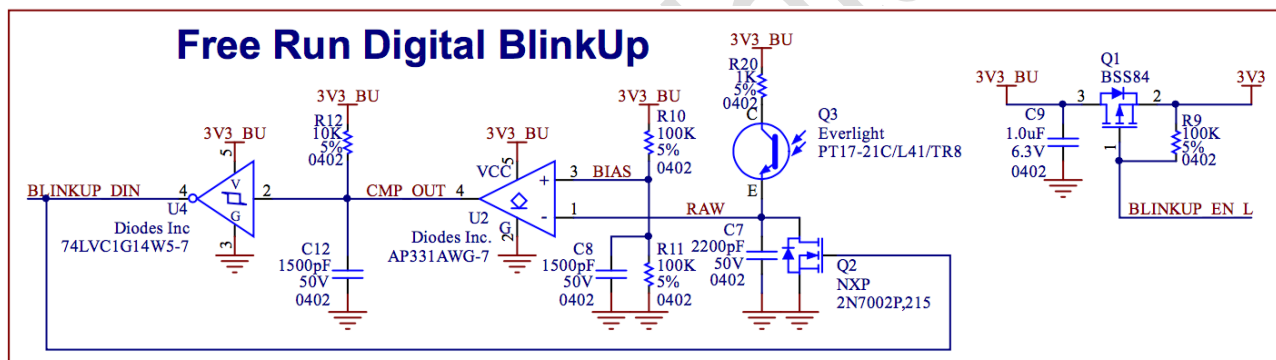 Free Run Digital BlinkUp
3V3_BU
R20
1K
5%
0402
C
Q3
Everlight
PT17-21C/L41/TR8
E
3V3_BU
R12
10K
5%
0402
3V3_BU
R10
100K
5%
0402
3V3_BU
5
V
G
3
4
2
BLINKUP_DIN
U4
Diodes Inc
74LVC1G14W5-7
CMP_OUT
4
VCC
5
+
-
G
2
3
1
BIAS
RAW
U2
Diodes Inc.
AP331AWG-7
C12
1500pF
50V
0402
C8
1500pF
50V
0402
R11
100K
5%
0402
C7
2200pF
50V
0402
Q2
NXP
2N7002P,215
3V3_BU
Q1
BSS84
3V3
3
2
1
C9
1.0uF
6.3V
0402
R9
100K
5%
0402
BLINKUP_EN_L